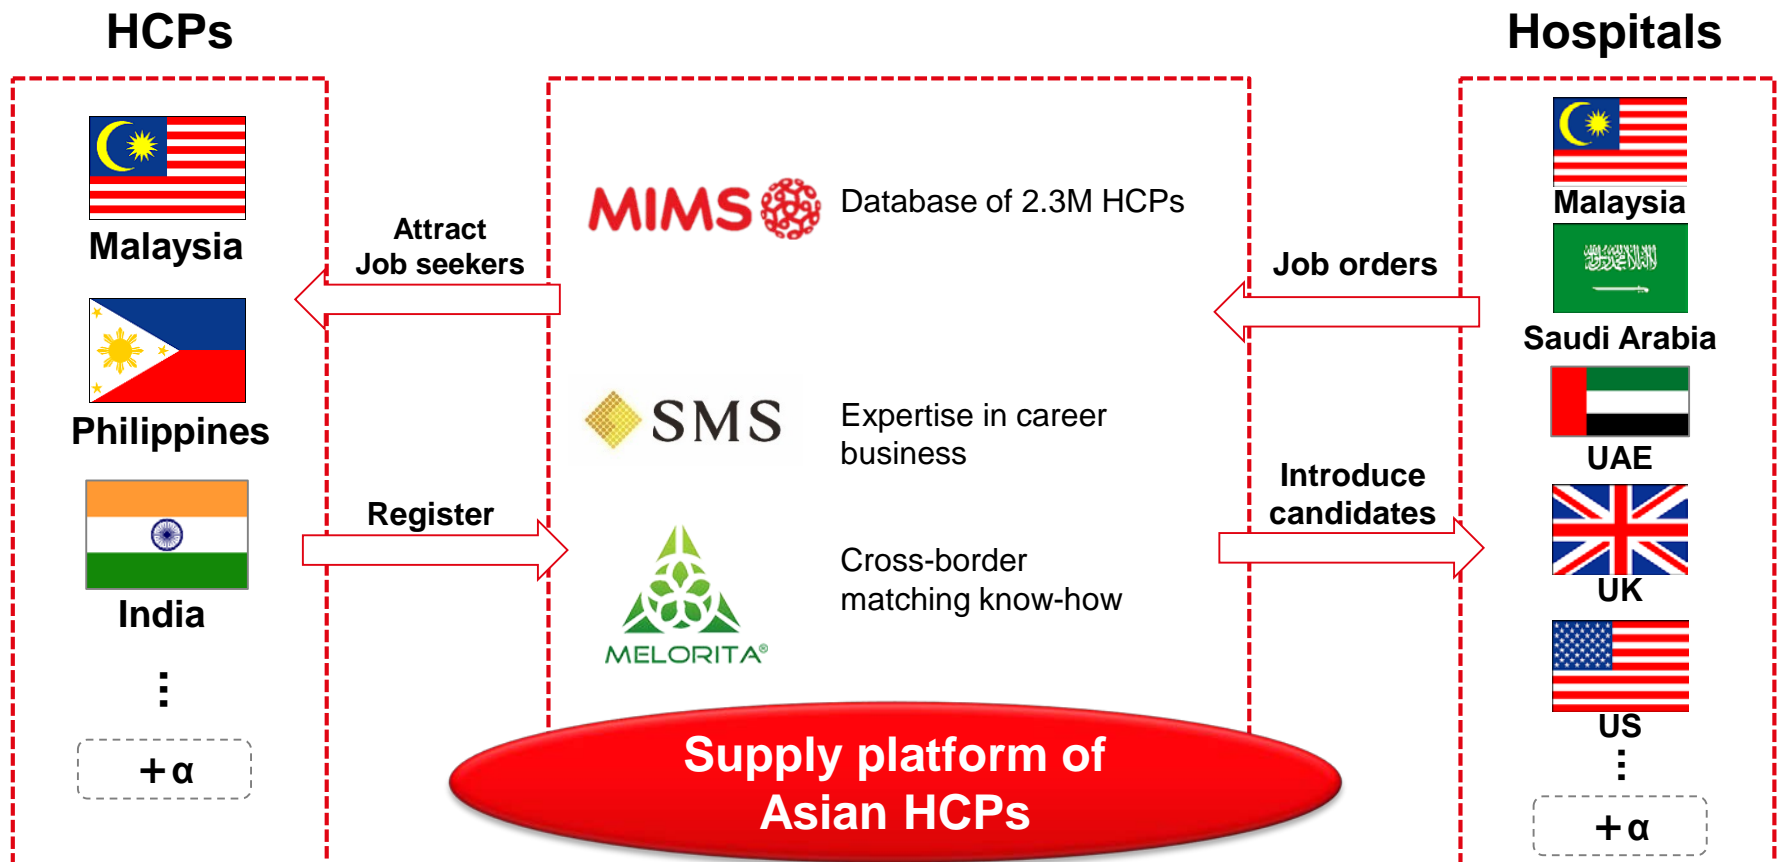 HCPs
Hospitals
Malaysia
Philippines
India
⋮
+α
Attract
Job seekers
Register
MIMS
Database of 2.3M HCPs
SMS
Expertise in career
business
MELORITA®
Cross-border
matching know-how
Supply platform of
Asian HCPs
Job orders
Introduce
candidates
Malaysia
Saudi Arabia
UAE
UK
US
⋮
+α